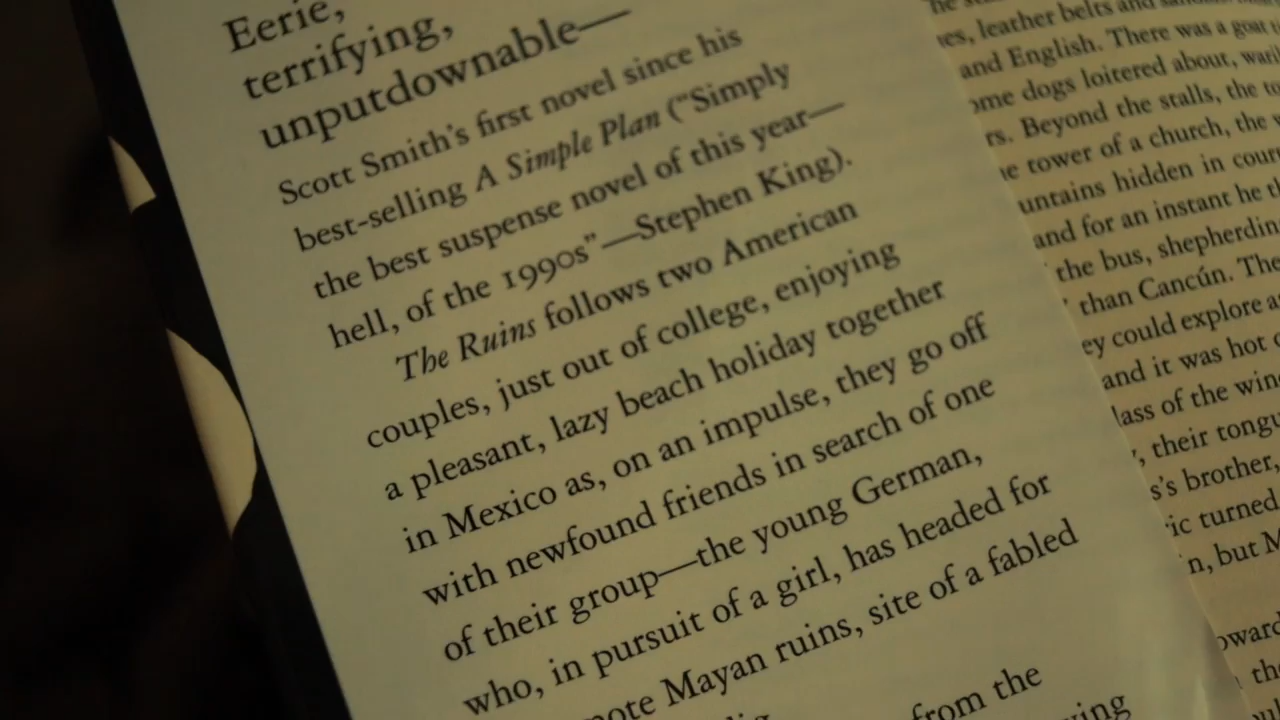 Eerie,
terrifying,
unputdownable—
Scott Smith's first novel since his
best-selling A Simple Plan ("Simply
the best suspense novel of this year—
hell, of the 1990s"—Stephen King).
The Ruins follows two American
couples, just out of college, enjoying
a pleasant, lazy beach holiday together
in Mexico as, on an impulse, they go off
with newfound friends in search of one
of their group—the young German,
who, in pursuit of a girl, has headed for
Mayan ruins, site of a fabled
from the
leather belts and
and English. There was a goat
dogs loitered about,
Beyond the stalls, the
tower of a church, the
hidden in
and for an instant he
the bus,
than Cancún. The
could explore
and it was hot
of the
, their
brother,
turned
, but